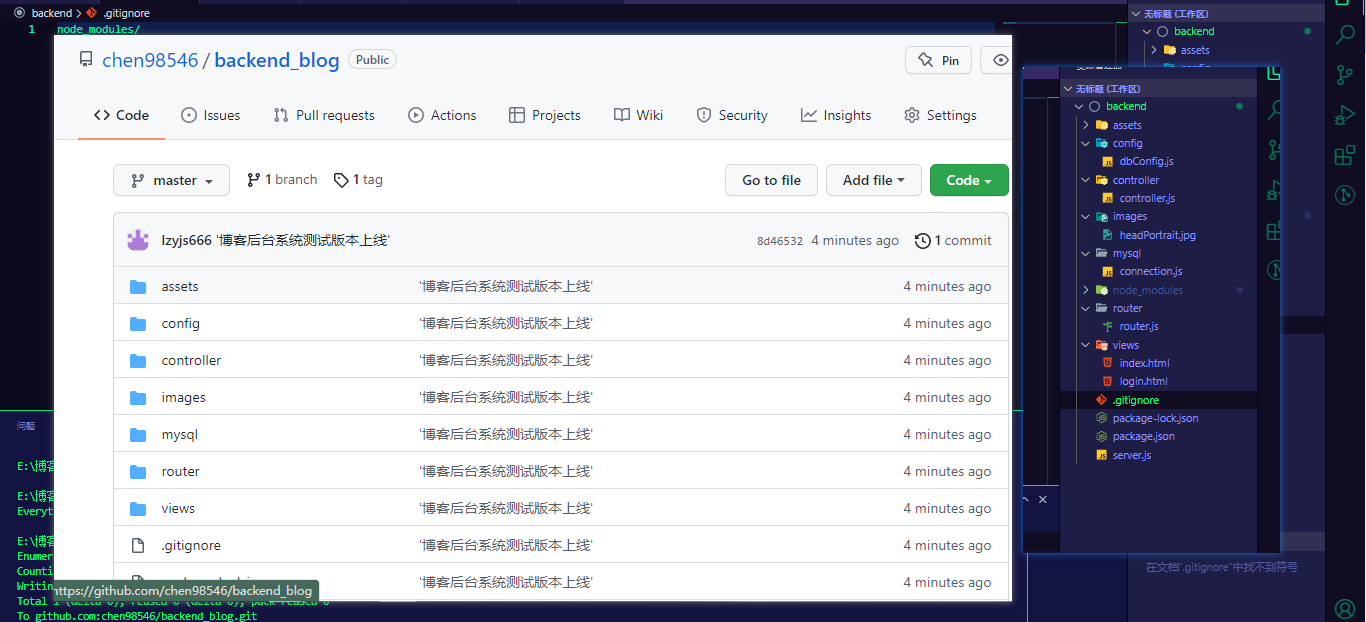 backend > .gitignore
1 node_modules/
chen98546 / backend_blog Public
Pin
Code Issues Pull requests Actions Projects Wiki Security Insights Settings
master 1 branch 1 tag
Go to file Add file Code
lzyjs666 '博客后台系统测试版本上线' 8d46532 4 minutes ago 1 commit
assets '博客后台系统测试版本上线' 4 minutes ago
config '博客后台系统测试版本上线' 4 minutes ago
controller '博客后台系统测试版本上线' 4 minutes ago
images '博客后台系统测试版本上线' 4 minutes ago
mysql '博客后台系统测试版本上线' 4 minutes ago
router '博客后台系统测试版本上线' 4 minutes ago
views '博客后台系统测试版本上线' 4 minutes ago
.gitignore '博客后台系统测试版本上线' 4 minutes ago
'博客后台系统测试版本上线' 4 minutes ago
https://github.com/chen98546/backend_blog
问题
E:\博客
E:\博客
Everyt
E:\博客
Enumer
Counti
Writin
To github.com:chen98546/backend_blog.git
无标题 (工作区)
backend
assets
无标题 (工作区)
backend
assets
config
dbConfig.js
controller
controller.js
images
headPortrait.jpg
mysql
connection.js
node_modules
router
router.js
views
index.html
login.html
.gitignore
package-lock.json
package.json
server.js
在文档".gitignore"中找不到符号